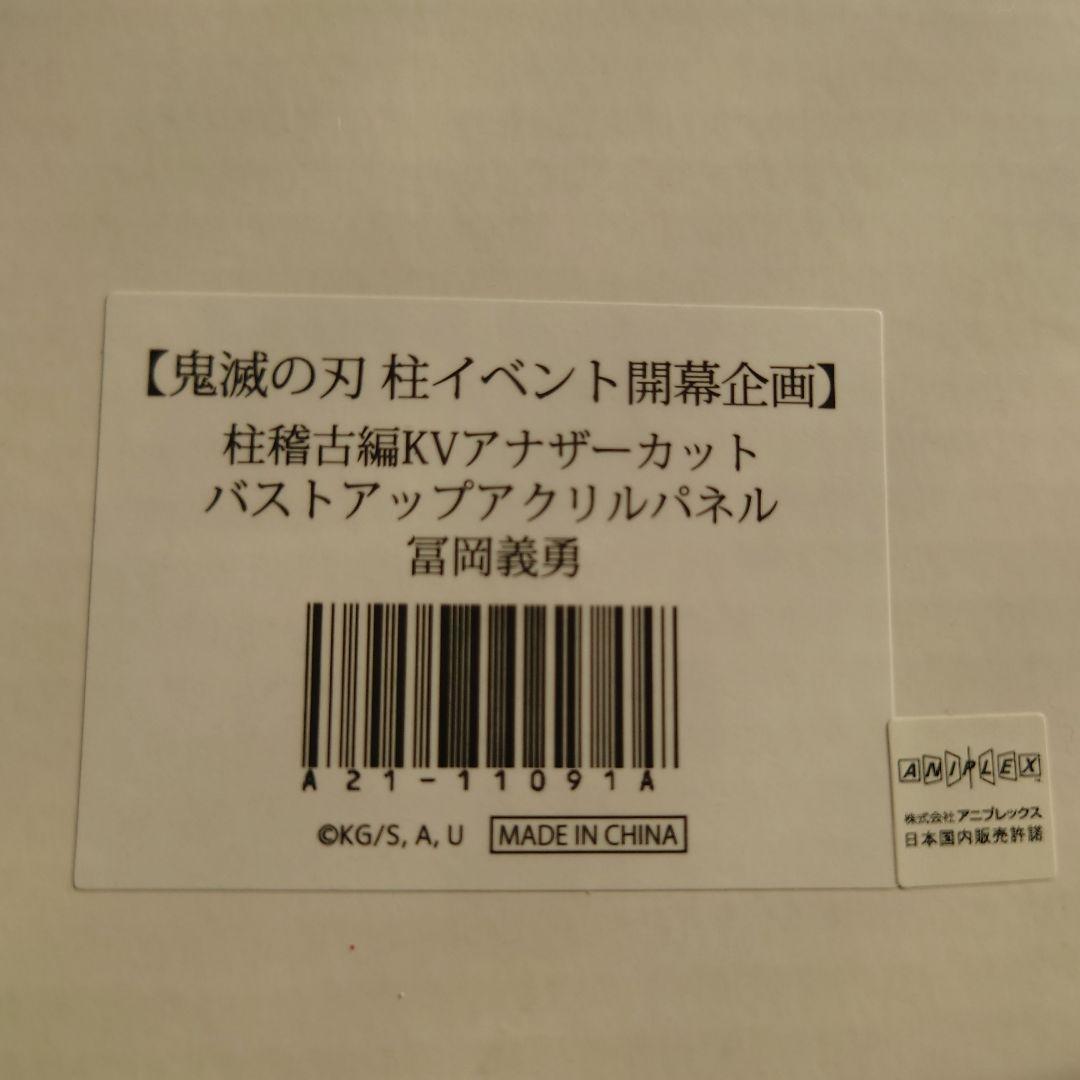 【鬼滅の刃 柱イベント開幕企画】
柱稽古編KVアナザーカット
バストアップアクリルパネル
冨岡義勇
A21-11091A
©KG/S, A, U MADE IN CHINA
ANIPLEX
株式会社アニプレックス
日本国内販売許諾